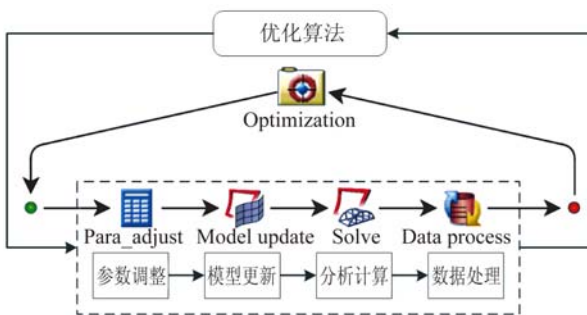 优化算法
Optimization
Para_adjust Model update Solve Data process
参数调整 模型更新 分析计算 数据处理